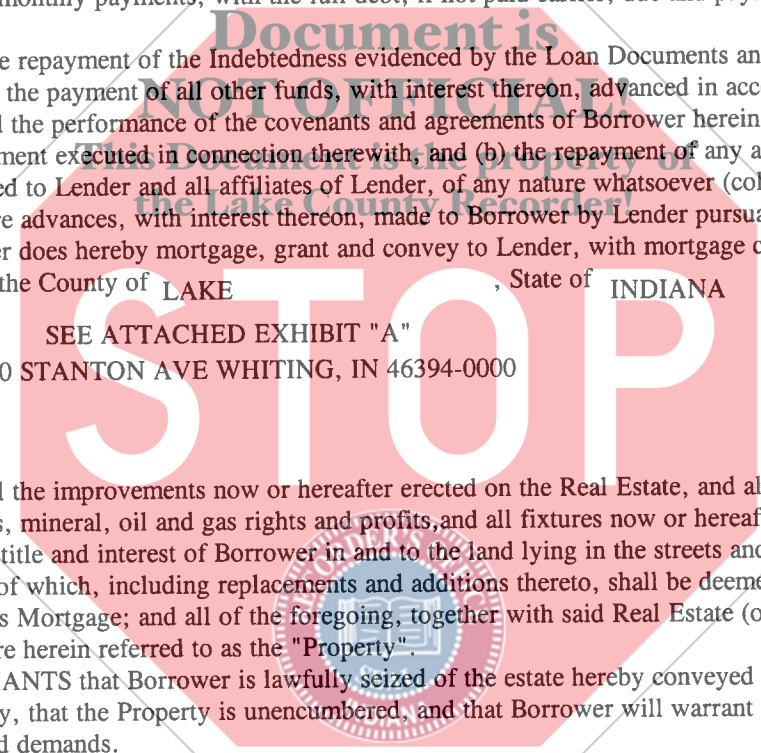 monthly payments, with the full debt, if not paid earlier, due and pay
Document is
e repayment of the Indebtedness evidenced by the Loan Documents an
the payment of all other funds, with interest thereon, advanced in acc
NOT OFFICIAL!
the performance of the covenants and agreements of Borrower herein
This Document is the property of
ment executed in connection therewith, and (b) the repayment of any a
ed to Lender and all affiliates of Lender, of any nature whatsoever (col
the Lake County Recorder!
re advances, with interest thereon, made to Borrower by Lender pursua
er does hereby mortgage, grant and convey to Lender, with mortgage c
the County of LAKE , State of INDIANA
SEE ATTACHED EXHIBIT "A"
0 STANTON AVE WHITING, IN 46394-0000
STOP
l the improvements now or hereafter erected on the Real Estate, and al
s, mineral, oil and gas rights and profits,and all fixtures now or hereaf
title and interest of Borrower in and to the land lying in the streets and
of which, including replacements and additions thereto, shall be deeme
s Mortgage; and all of the foregoing, together with said Real Estate (o
re herein referred to as the "Property".
ANTS that Borrower is lawfully seized of the estate hereby conveyed
y, that the Property is unencumbered, and that Borrower will warrant
d demands.